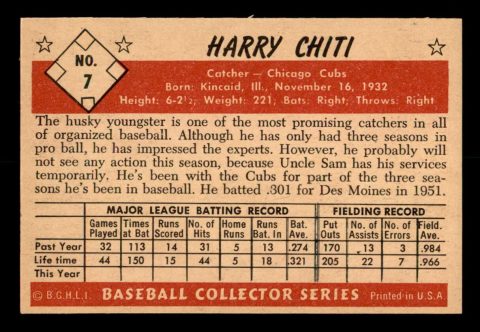 HARRY CHITI
NO.
7
Catcher — Chicago Cubs
Born: Kincaid, Ill., November 16, 1932
Height: 6-2½; Weight: 221; Bats: Right; Throws: Right
The husky youngster is one of the most promising catchers in all
of organized baseball. Although he has only had three seasons in
pro ball, he has impressed the experts. However, he probably will
not see any action this season, because Uncle Sam has his services
temporarily. He's been with the Cubs for part of the three sea-
sons he's been in baseball. He batted .301 for Des Moines in 1951.
MAJOR LEAGUE BATTING RECORD FIELDING RECORD
Games Times Runs No. of Home Runs Bat. Put No. of No. of Field.
Played at Bat Scored Hits Runs Bat. In Ave. Outs Assists Errors Ave.
Past Year 32 113 14 31 5 13 .274 170 13 3 .984
Life time 44 150 15 44 5 18 .321 205 22 7 .966
This Year
© B.G.H.L.I. BASEBALL COLLECTOR SERIES Printed in U.S.A.